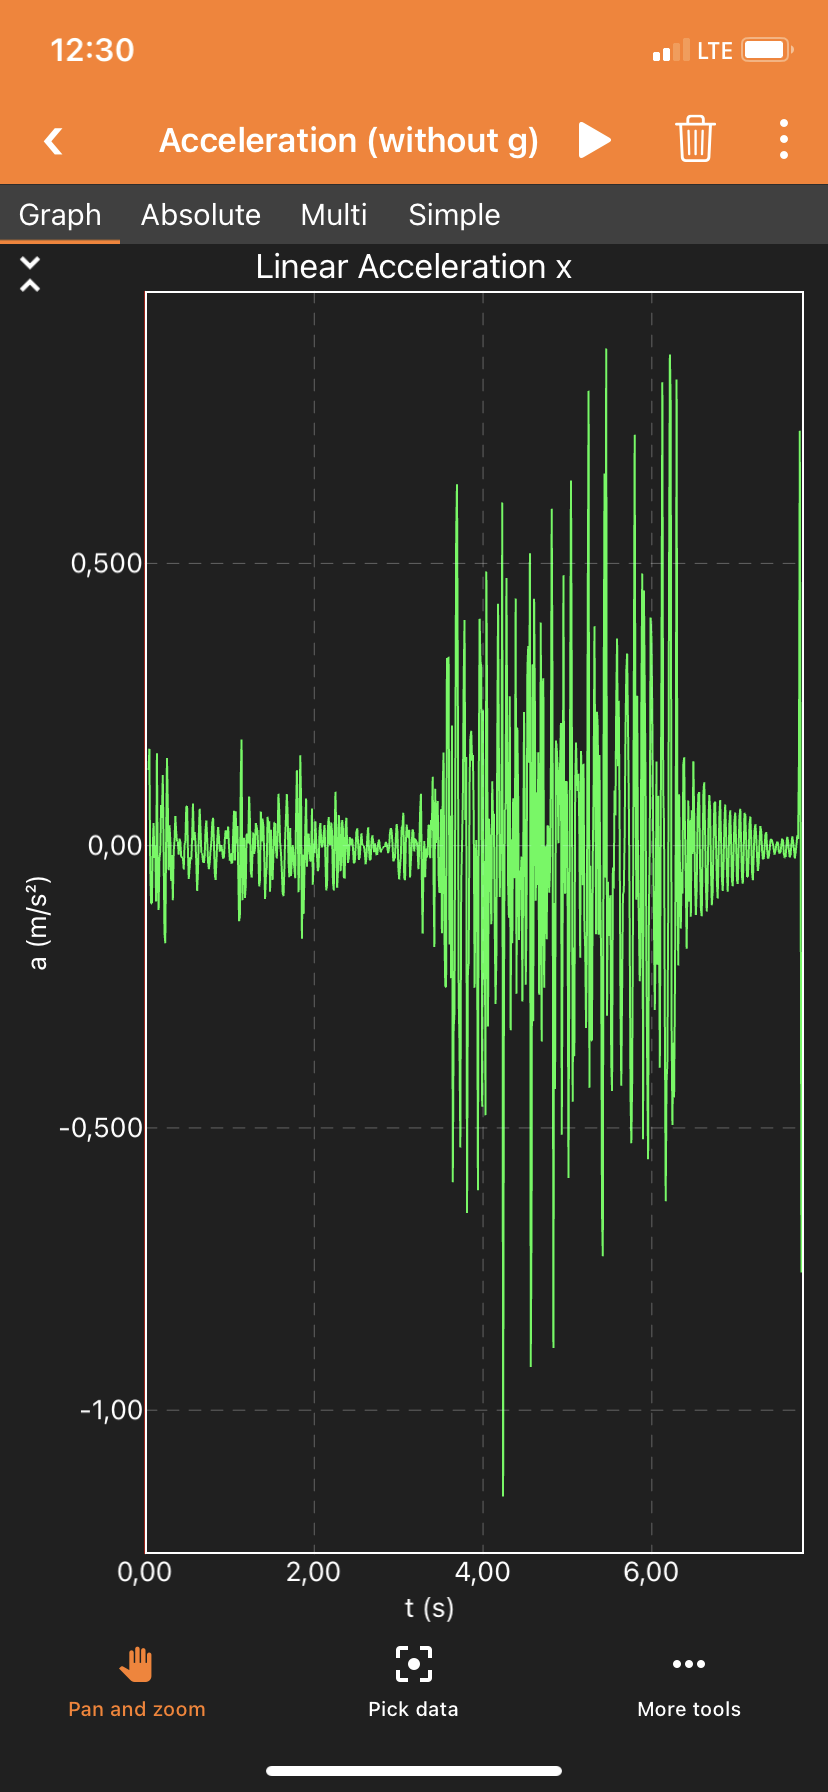 12:30
LTE
Acceleration (without g)
Graph Absolute Multi Simple
Linear Acceleration x
0,500
0,00
-0,500
-1,00
a (m/s²)
0,00 2,00 4,00 6,00
t (s)
Pan and zoom Pick data More tools